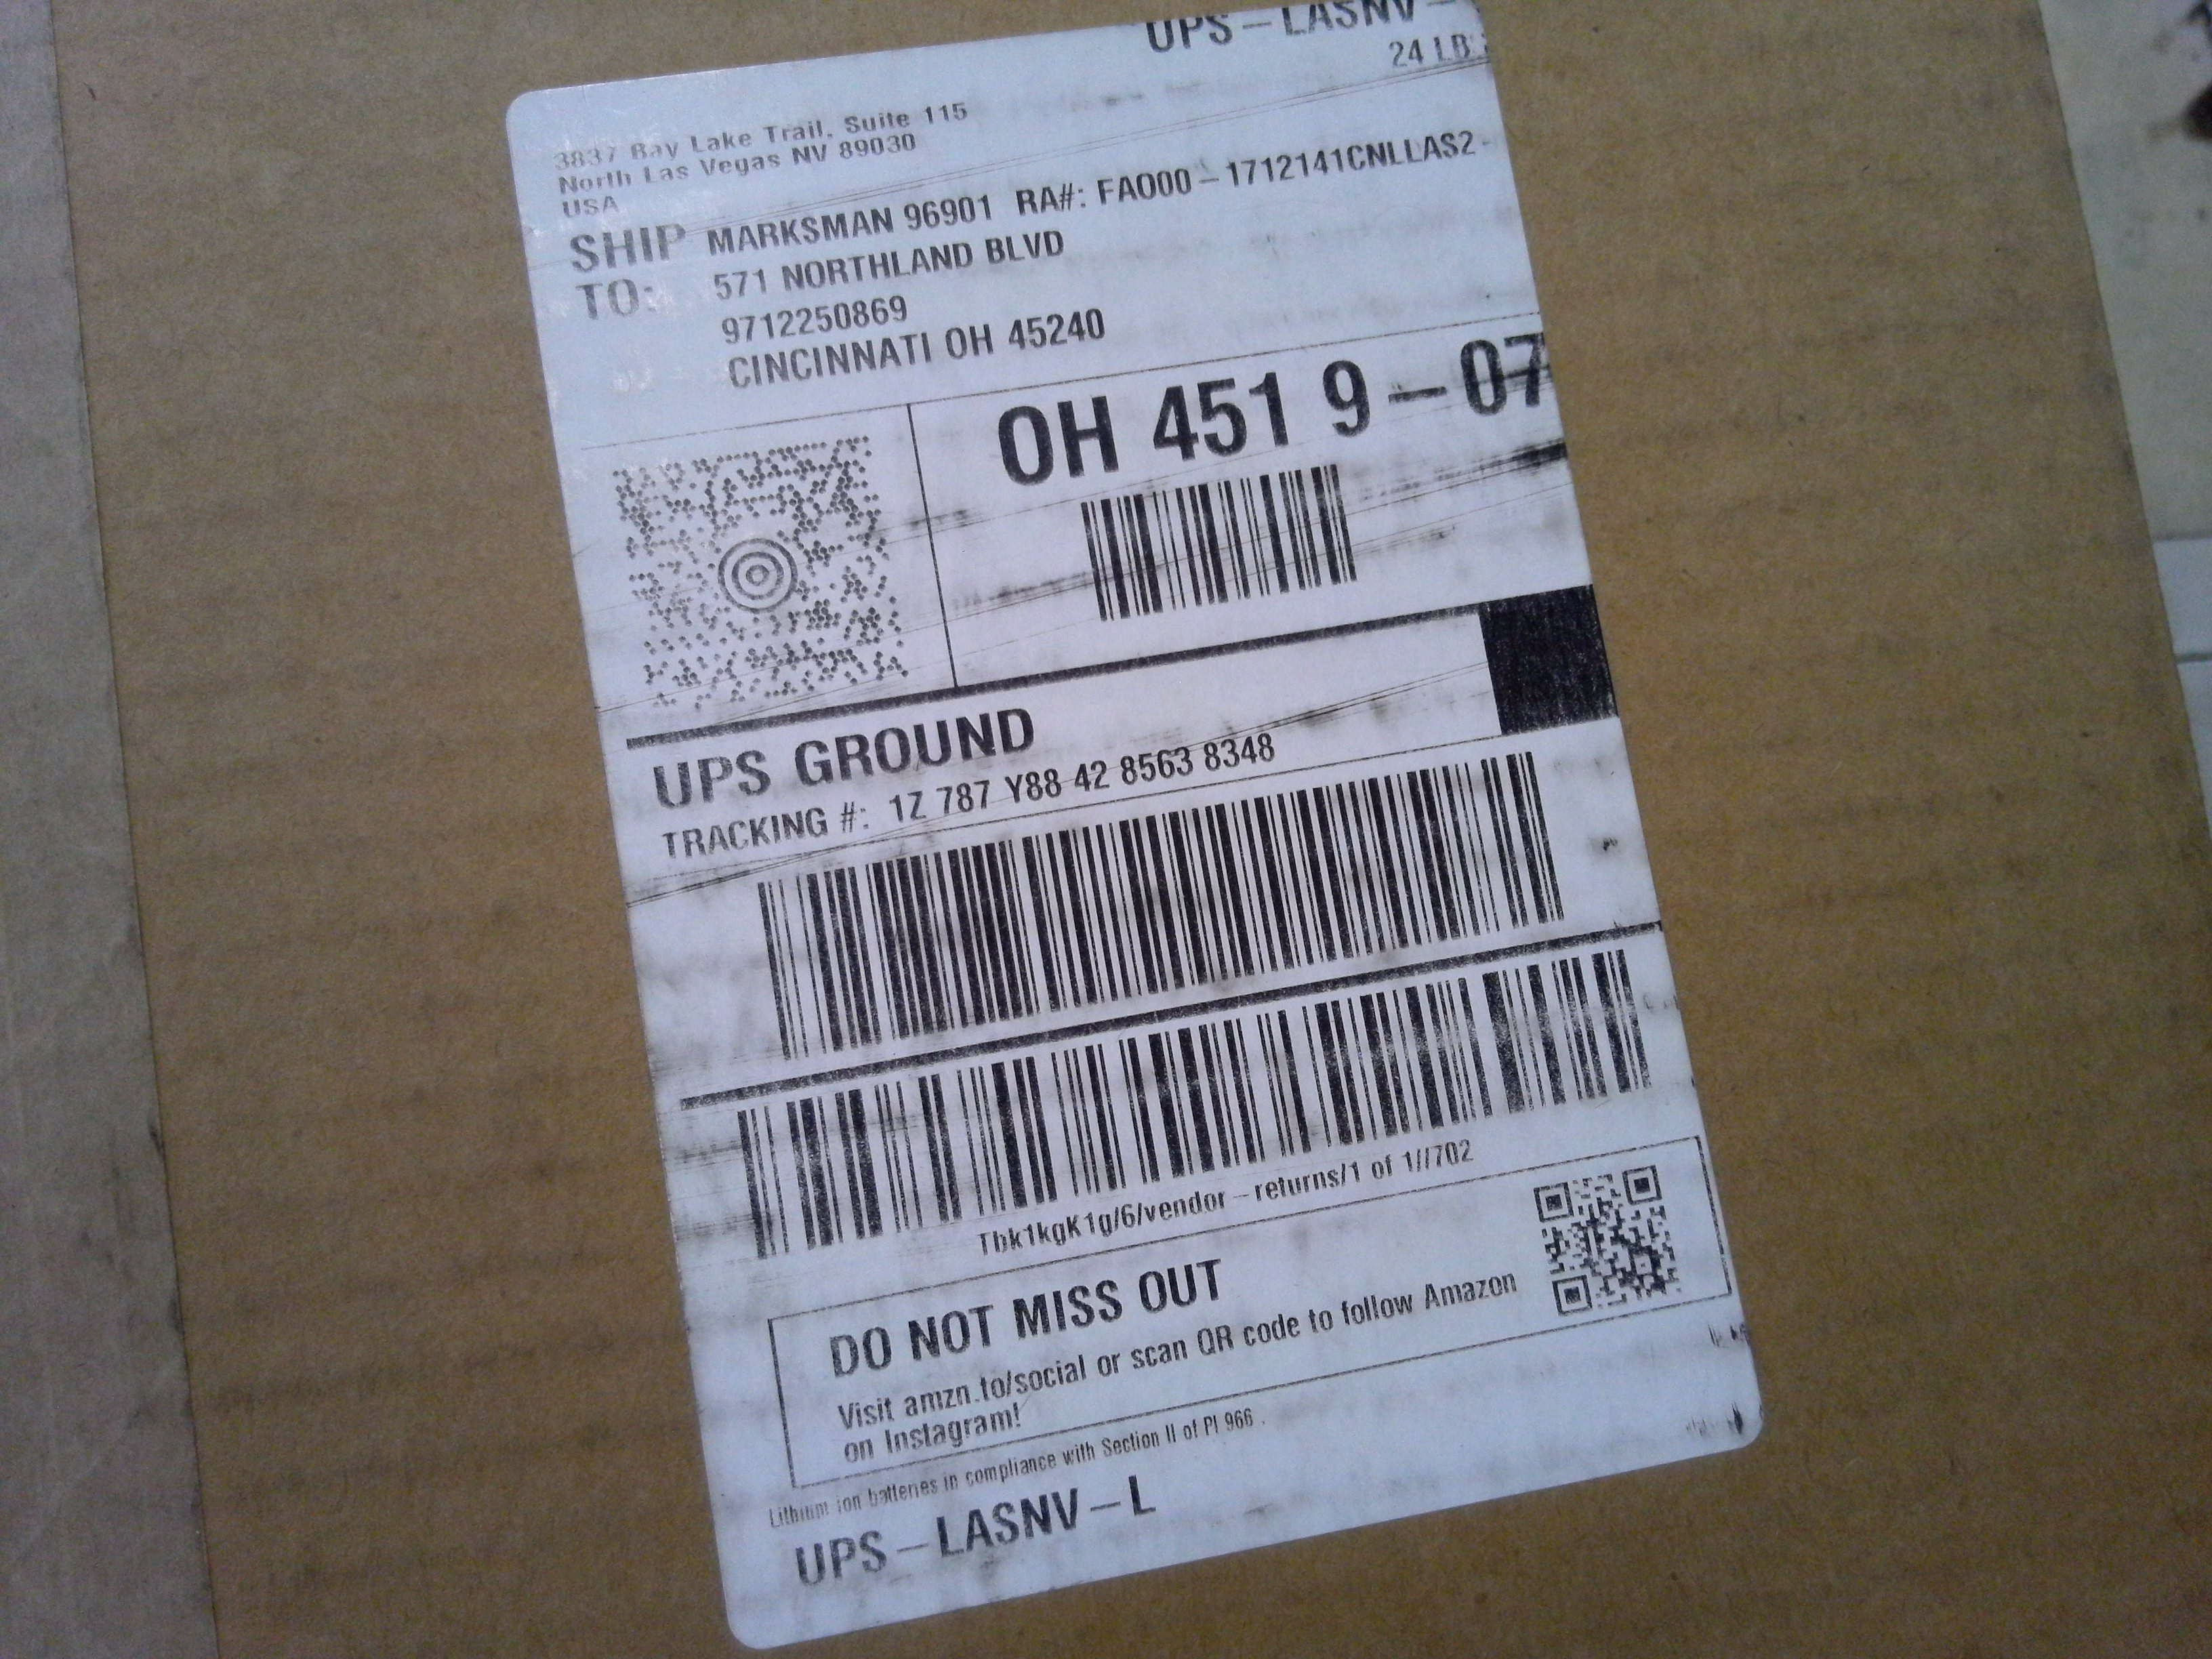 UPS – LASNV –
24 LB
3837 Bay Lake Trail. Suite 115
North Las Vegas NV 89030
USA
SHIP TO: MARKSMAN 96901 RA#: FAO00 – 1712141CNLLAS2 -
571 NORTHLAND BLVD
9712250869
CINCINNATI OH 45240
OH 451 9 – 07
UPS GROUND
TRACKING #: 1Z 787 Y88 42 8563 8348
Tbk1kgK1g/6/vendor – returns/1 of 1//702
DO NOT MISS OUT
Visit amzn.to/social or scan QR code to follow Amazon
on Instagram!
Lithium ion batteries in compliance with Section II of PI 966 .
UPS – LASNV – L